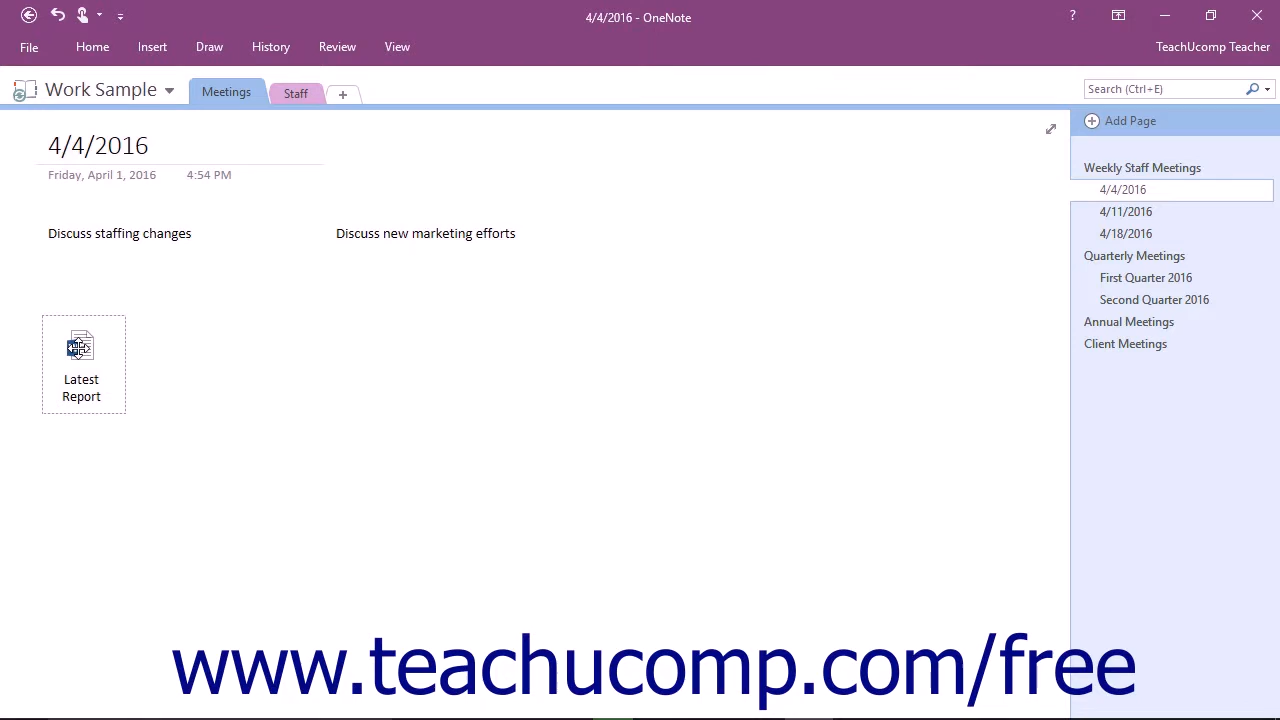 4/4/2016 - OneNote
?
File Home Insert Draw History Review View TeachUcomp Teacher
Work Sample Meetings Staff + Search (Ctrl+E)
Add Page
4/4/2016
Friday, April 1, 2016 4:54 PM
Discuss staffing changes Discuss new marketing efforts
Latest
Report
Weekly Staff Meetings
4/4/2016
4/11/2016
4/18/2016
Quarterly Meetings
First Quarter 2016
Second Quarter 2016
Annual Meetings
Client Meetings
www.teachucomp.com/free